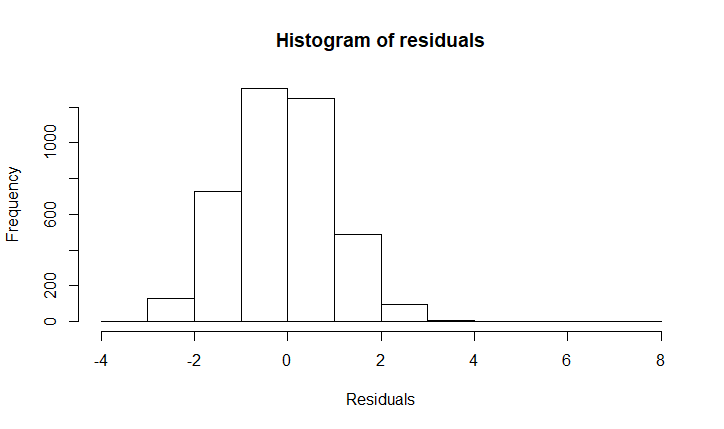 Histogram of residuals
Frequency
1000
600
200
0
-4 -2 0 2 4 6 8
Residuals